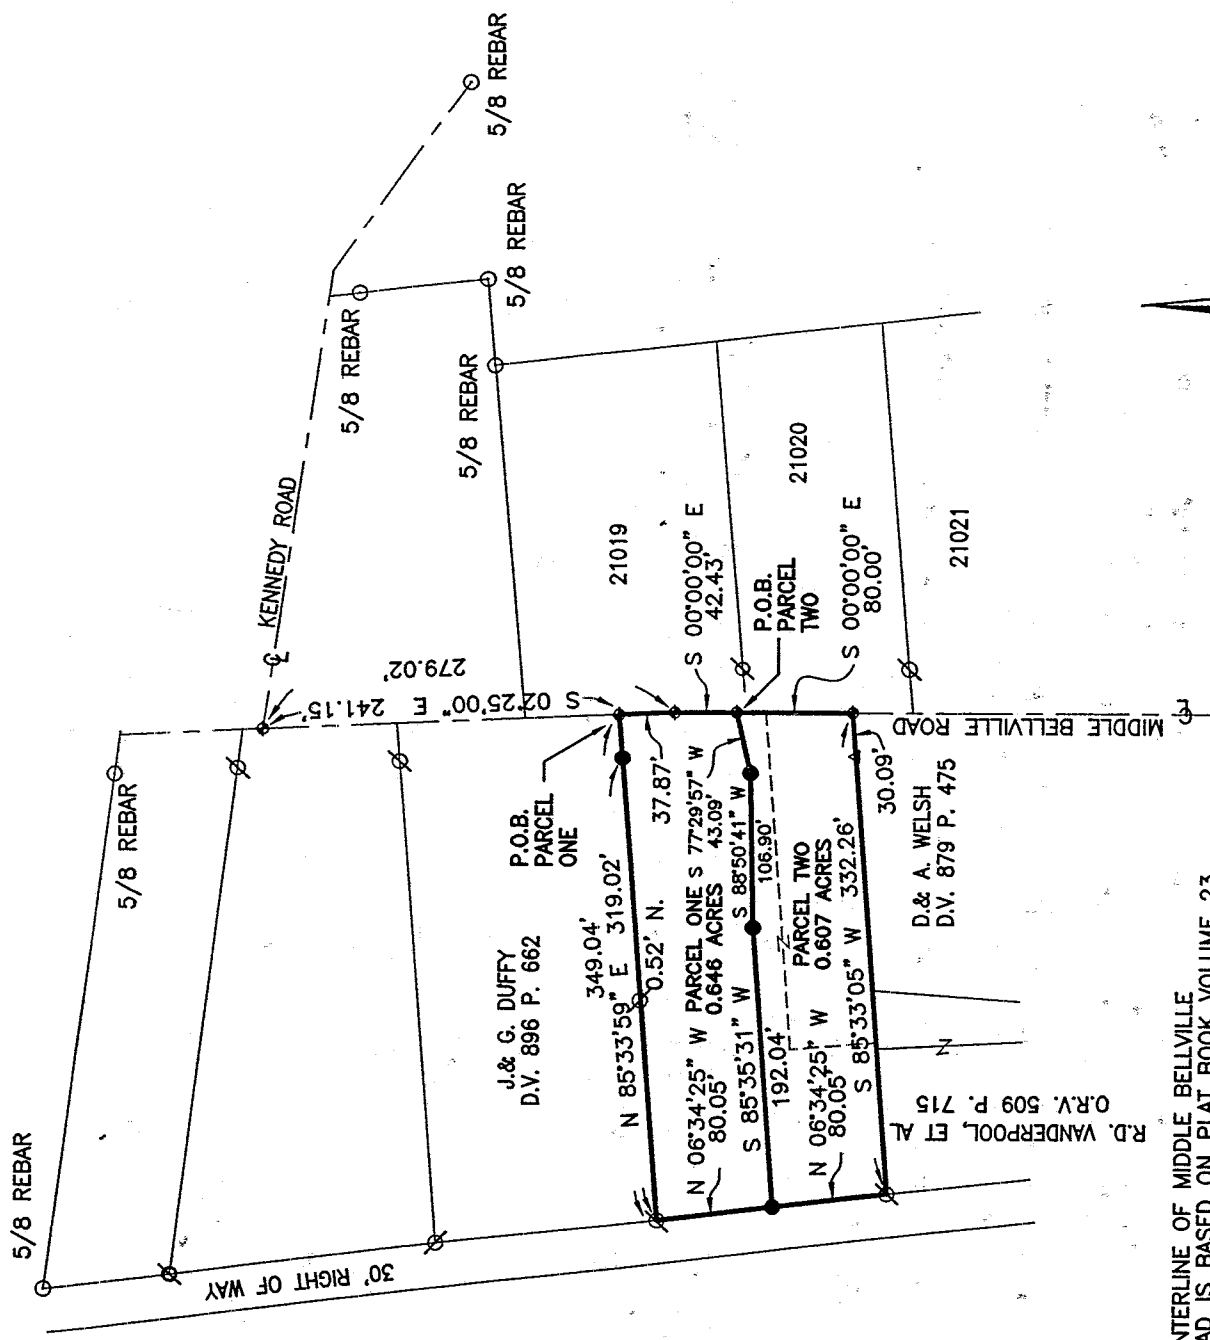 5/8 REBAR
5/8 REBAR
5/8 REBAR
5/8 REBAR
5/8 REBAR
5/8 REBAR
KENNEDY ROAD
279.02'
S 02°25'00" E 241.15'
30' RIGHT OF WAY
J.& G. DUFFY
D.V. 896 P. 662
P.O.B.
PARCEL
ONE
21019
S 00°00'00" E
42.43'
21020
P.O.B.
PARCEL
TWO
S 00°00'00" E
80.00'
21021
349.04'
N 85°33'59" E 319.02'
0.52' N.
37.87'
N 06°34'25" W
80.05'
PARCEL ONE
0.646 ACRES
S 77°29'57" W
43.09'
S 88°50'41" W
106.90'
S 85°35'31" W
192.04'
PARCEL TWO
0.607 ACRES
N 06°34'25" W
80.05'
S 85°33'05" W 332.26'
30.09'
MIDDLE BELLVILLE ROAD
D.& A. WELSH
D.V. 879 P. 475
R.D. VANDERPOOL, ET AL
O.R.V. 509 P. 715
NTERLINE OF MIDDLE BELLVILLE
AD IS BASED ON PLAT BOOK VOLUME 23